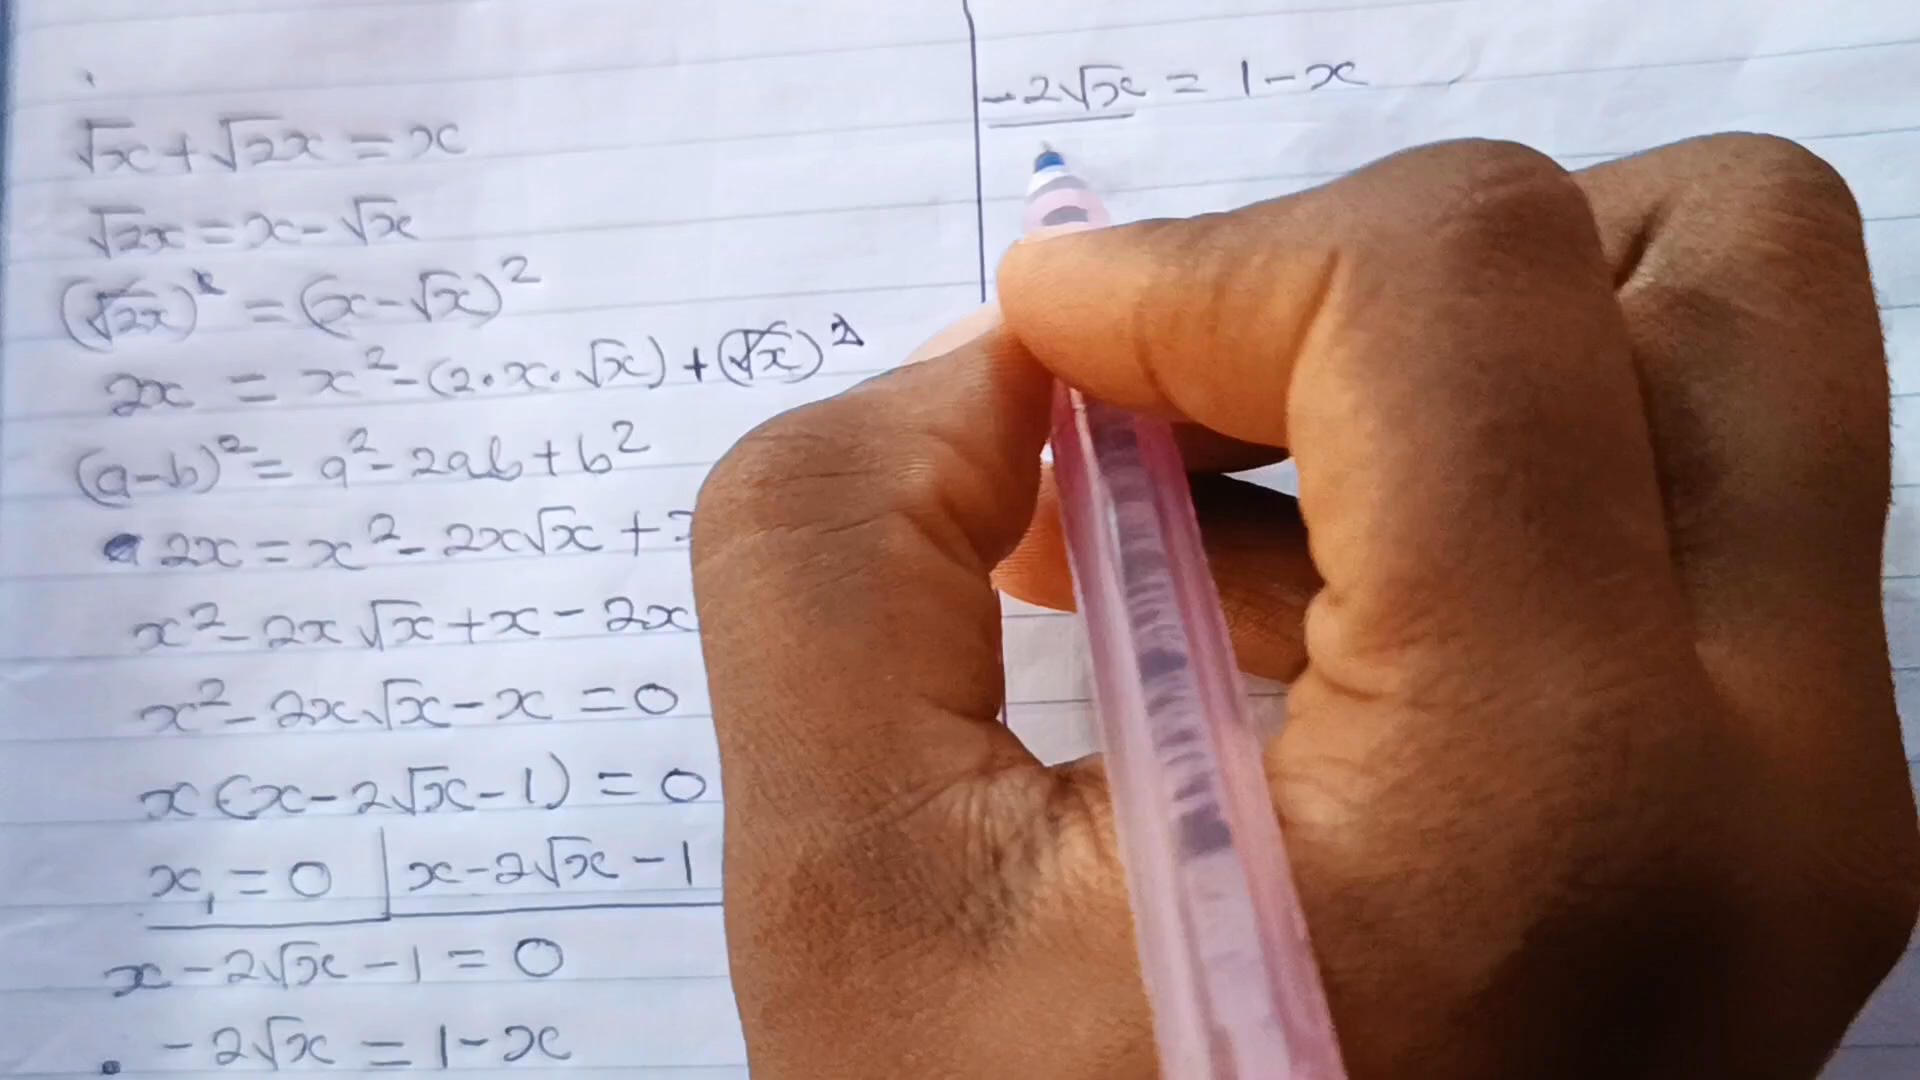 √x + √2x = x
√2x = x - √x
(√2x)² = (x - √x)²
2x = x² - (2·x·√x) + (√x)²
(a-b)² = a² - 2ab + b²
2x = x² - 2x√x +
x² - 2x√x + x - 2x
x² - 2x√x - x = 0
x(x - 2√x - 1) = 0
x₁ = 0 | x - 2√x - 1
x - 2√x - 1 = 0
-2√x = 1 - x
-2√x = 1 - x